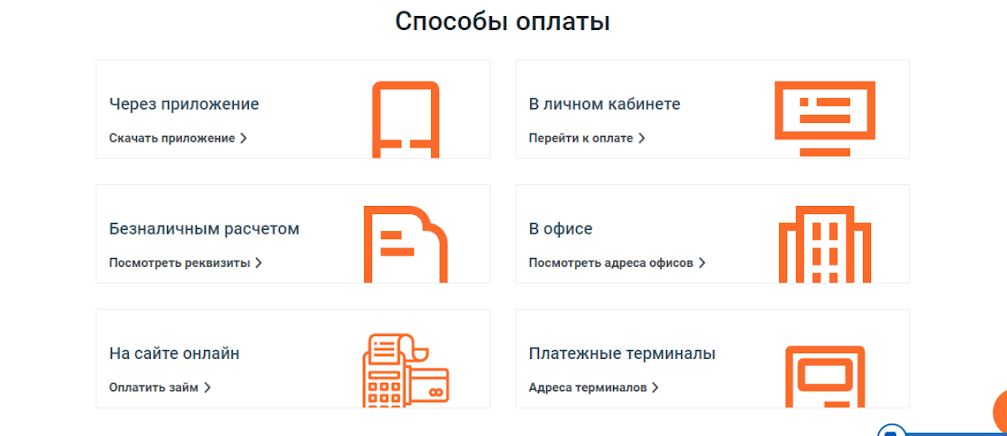 Способы оплаты
Через приложение
Скачать приложение
В личном кабинете
Перейти к оплате
Безналичным расчетом
Посмотреть реквизиты
В офисе
Посмотреть адреса офисов
На сайте онлайн
Оплатить займ
Платежные терминалы
Адреса терминалов